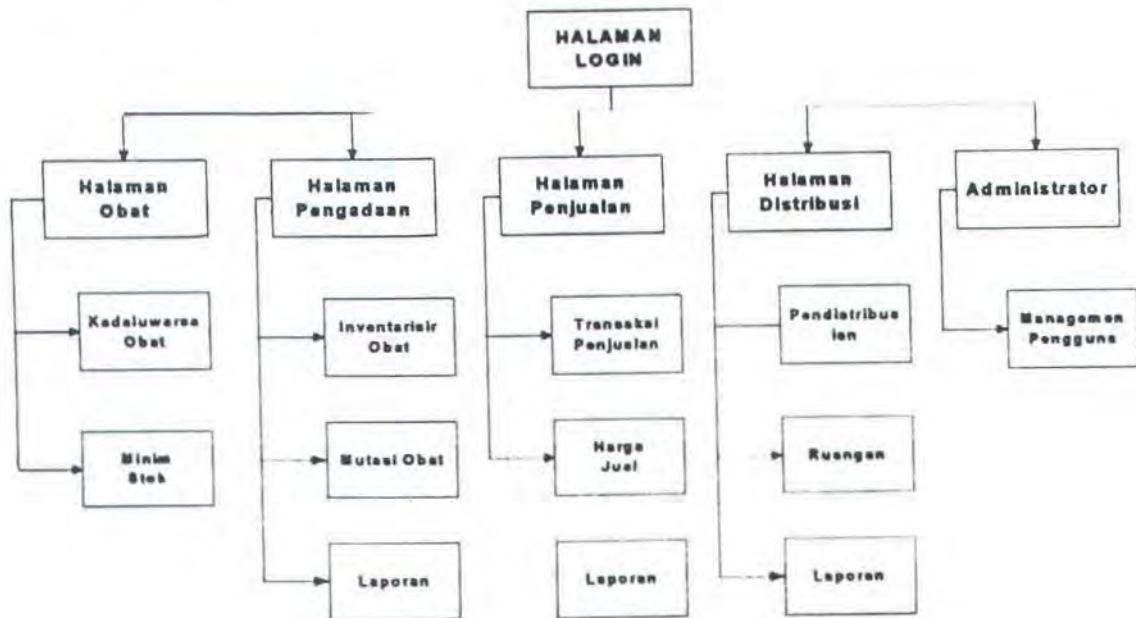 HALAMAN
LOGIN
Halaman
Obat
Halaman
Pengadaan
Halaman
Penjualan
Halaman
Distribusi
Administrator
Kadaluwarsa
Obat
Inventarisir
Obat
Transaksi
Penjualan
Pendistribus
ian
Managemen
Pengguna
Minim
Stok
Mutasi Obat
Harga
Jual
Ruangan
Laporan
Laporan
Laporan